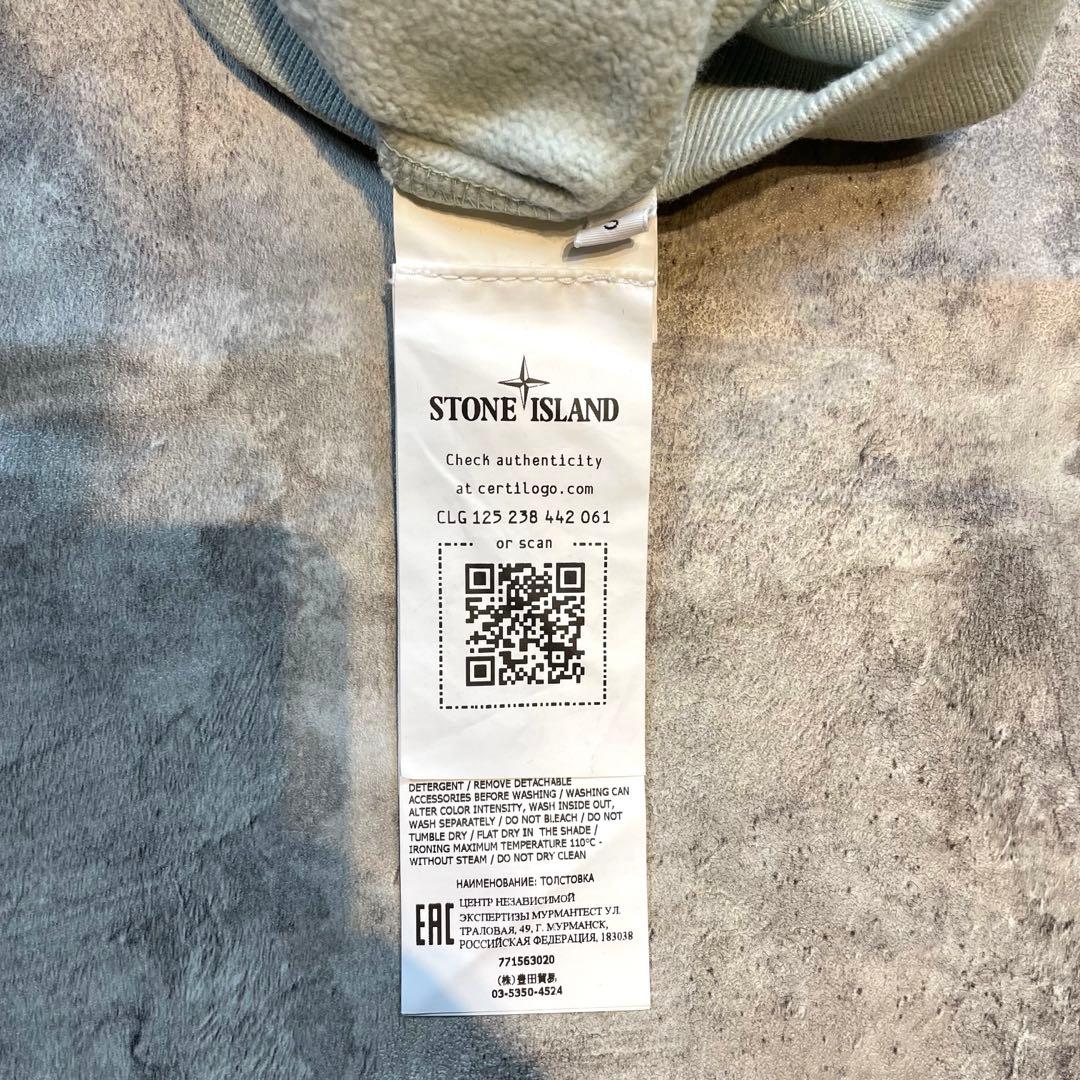 STONE ISLAND
Check authenticity
at certilogo.com
CLG 125 238 442 061
or scan
DETERGENT / REMOVE DETACHABLE
ACCESSORIES BEFORE WASHING / WASHING CAN
ALTER COLOR INTENSITY, WASH INSIDE OUT,
WASH SEPARATELY / DO NOT BLEACH / DO NOT
TUMBLE DRY / FLAT DRY IN THE SHADE /
IRONING MAXIMUM TEMPERATURE 110°C -
WITHOUT STEAM / DO NOT DRY CLEAN
НАИМЕНОВАНИЕ: ТОЛСТОВКА
EAC
ЦЕНТР НЕЗАВИСИМОЙ
ЭКСПЕРТИЗЫ МУРМАНТЕСТ УЛ.
ТРАЛОВАЯ, 49, Г. МУРМАНСК,
РОССИЙСКАЯ ФЕДЕРАЦИЯ, 183038
771563020
(株)豊田貿易
03-5350-4524